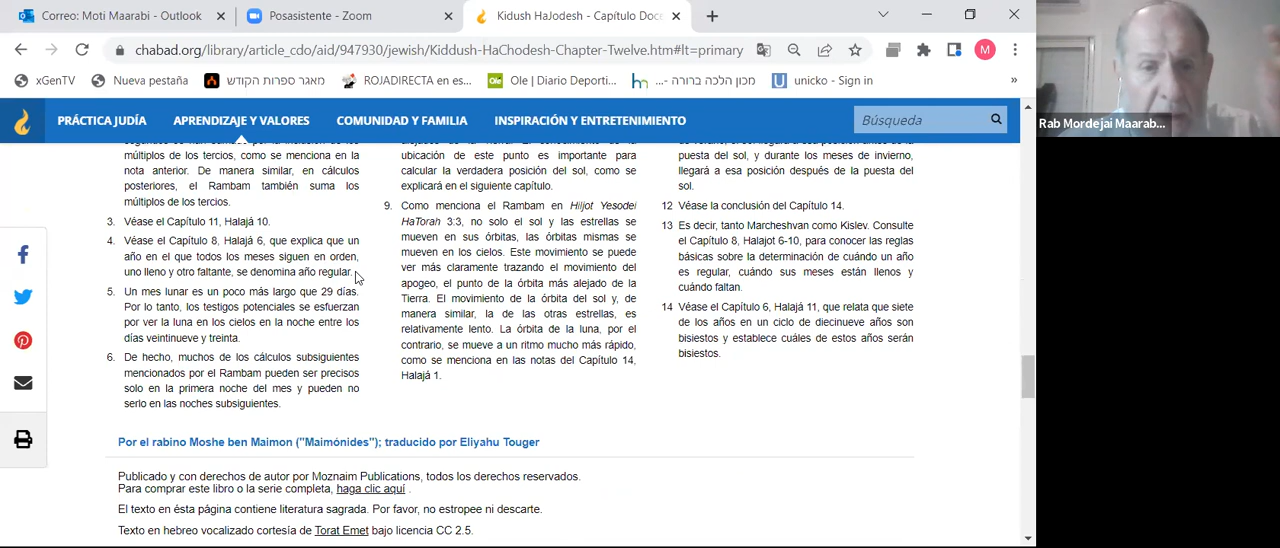 Correo: Moti Maarabi - Outlook
Posasistente - Zoom
Kidush HaJodesh - Capítulo Doce
chabad.org/library/article_cdo/aid/947930/jewish/Kiddush-HaChodesh-Chapter-Twelve.htm#lt=primary
M
xGenTV
Nueva pestaña
מאגר ספרות הקודש
ROJADIRECTA en es...
Ole
Ole | Diario Deporti...
hm
מכון הלכה ברורה -...
U
unicko - Sign in
»
PRÁCTICA JUDÍA
APRENDIZAJE Y VALORES
COMUNIDAD Y FAMILIA
INSPIRACIÓN Y ENTRETENIMIENTO
Búsqueda
Rab Mordejai Maarab...
múltiplos de los tercios, como se menciona en la
nota anterior. De manera similar, en cálculos
posteriores, el Rambam también suma los
múltiplos de los tercios.
3. Véase el Capítulo 11, Halajá 10.
4. Véase el Capítulo 8, Halajá 6, que explica que un
año en el que todos los meses siguen en orden,
uno lleno y otro faltante, se denomina año regular.
5. Un mes lunar es un poco más largo que 29 días.
Por lo tanto, los testigos potenciales se esfuerzan
por ver la luna en los cielos en la noche entre los
días veintinueve y treinta.
6. De hecho, muchos de los cálculos subsiguientes
mencionados por el Rambam pueden ser precisos
solo en la primera noche del mes y pueden no
serlo en las noches subsiguientes.
ubicación de este punto es importante para
calcular la verdadera posición del sol, como se
explicará en el siguiente capítulo.
9. Como menciona el Rambam en Hiljot Yesodei
HaTorah 3:3, no solo el sol y las estrellas se
mueven en sus órbitas, las órbitas mismas se
mueven en los cielos. Este movimiento se puede
ver más claramente trazando el movimiento del
apogeo, el punto de la órbita más alejado de la
Tierra. El movimiento de la órbita del sol y, de
manera similar, la de las otras estrellas, es
relativamente lento. La órbita de la luna, por el
contrario, se mueve a un ritmo mucho más rápido,
como se menciona en las notas del Capítulo 14,
Halajá 1.
puesta del sol, y durante los meses de invierno,
llegará a esa posición después de la puesta del
sol.
12 Véase la conclusión del Capítulo 14.
13 Es decir, tanto Marcheshvan como Kislev. Consulte
el Capítulo 8, Halajot 6-10, para conocer las reglas
básicas sobre la determinación de cuándo un año
es regular, cuándo sus meses están llenos y
cuándo faltan.
14 Véase el Capítulo 6, Halajá 11, que relata que siete
de los años en un ciclo de diecinueve años son
bisiestos y establece cuáles de estos años serán
bisiestos.
Por el rabino Moshe ben Maimon ("Maimónides"); traducido por Eliyahu Touger
Publicado y con derechos de autor por Moznaim Publications, todos los derechos reservados.
Para comprar este libro o la serie completa, haga clic aquí .
El texto en ésta página contiene literatura sagrada. Por favor, no estropee ni descarte.
Texto en hebreo vocalizado cortesía de Torat Emet bajo licencia CC 2.5.